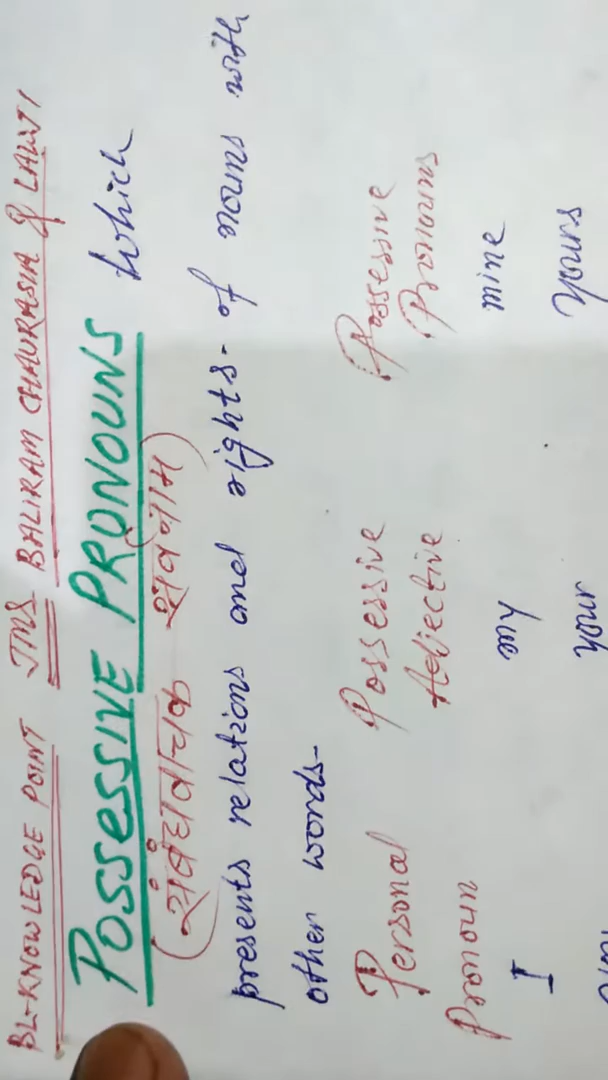 BL-KNOWLEDGE POINT JMS BALIRAM CHAURASIA
POSSESSIVE PRONOUNS which
(संबंधवाचक सर्वनाम)
presents relations and rights- of nouns with
other words-
Personal Possessive Possessive
Pronoun Adjective Pronouns
I my mine
your yours